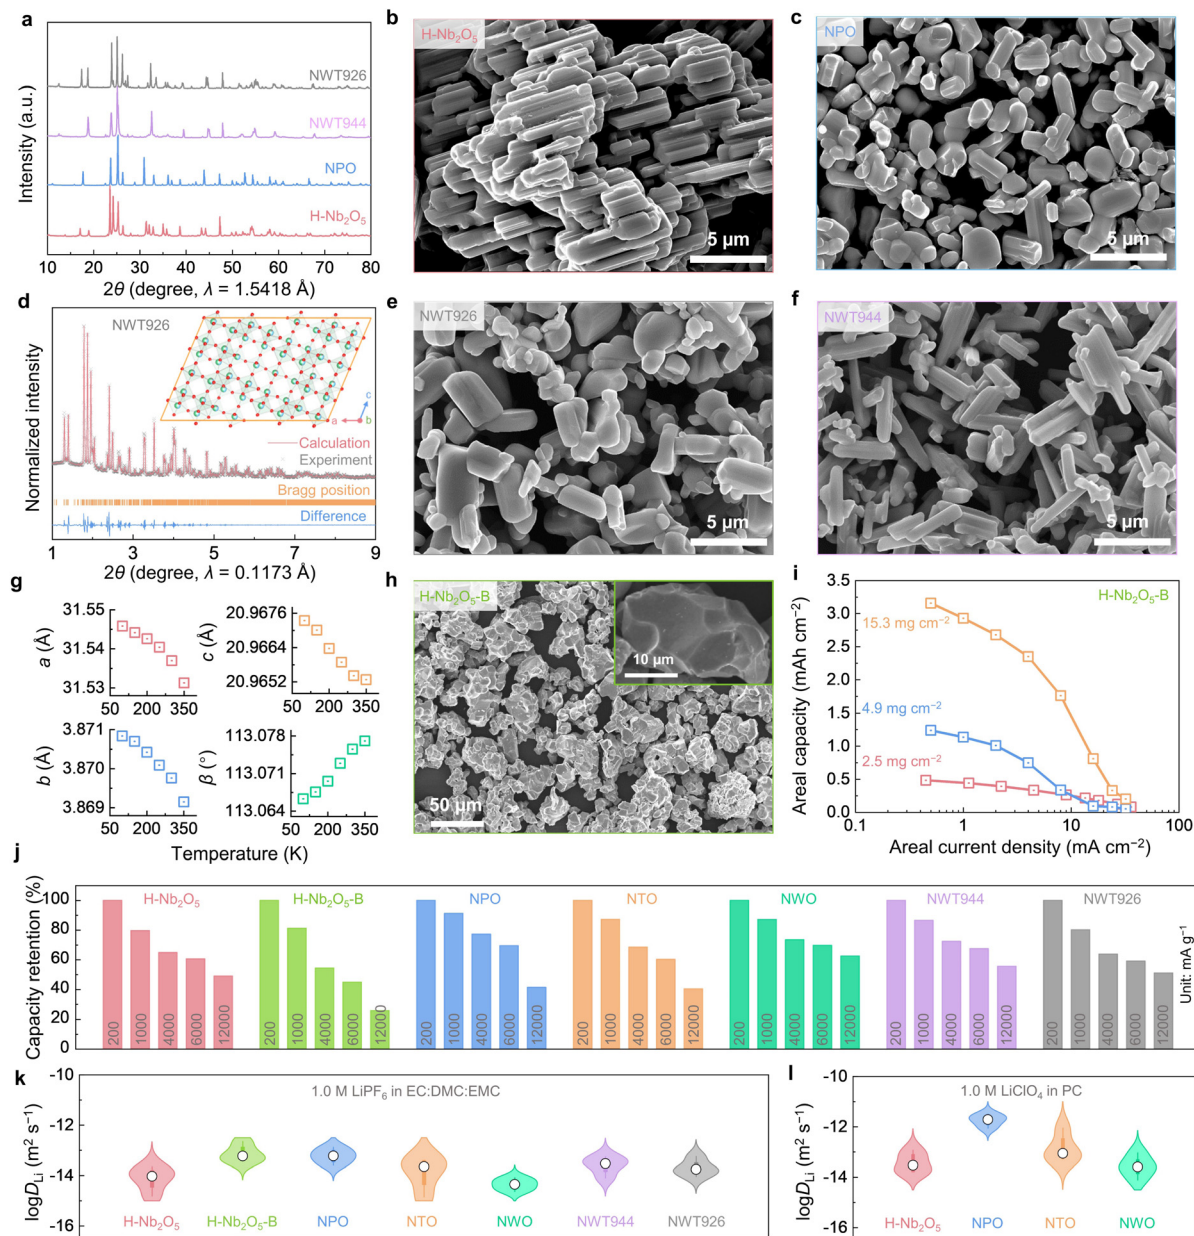 a
Intensity (a.u.)
NWT926
NWT944
NPO
H-Nb₂O₅
10 20 30 40 50 60 70 80
2θ (degree, λ = 1.5418 Å)
b
H-Nb₂O₅
5 μm
c
NPO
5 μm
d
Normalized intensity
NWT926
c
a b
Calculation
Experiment
Bragg position
Difference
1 3 5 7 9
2θ (degree, λ = 0.1173 Å)
e
NWT926
5 μm
f
NWT944
5 μm
g
a (Å)
31.55
31.54
31.53
50 200 350
c (Å)
20.9676
20.9664
20.9652
50 200 350
b (Å)
3.871
3.870
3.869
50 200 350
β (°)
113.078
113.071
113.064
50 200 350
Temperature (K)
h
H-Nb₂O₅-B
10 μm
50 μm
i
Areal capacity (mAh cm⁻²)
3.5
3.0
2.5
2.0
1.5
1.0
0.5
0.0
H-Nb₂O₅-B
15.3 mg cm⁻²
4.9 mg cm⁻²
2.5 mg cm⁻²
0.1 1 10 100
Areal current density (mA cm⁻²)
j
Capacity retention (%)
100
80
60
40
20
0
H-Nb₂O₅ H-Nb₂O₅-B NPO NTO NWO NWT944 NWT926
200 1000 4000 6000 12000 200 1000 4000 6000 12000 200 1000 4000 6000 12000 200 1000 4000 6000 12000 200 1000 4000 6000 12000 200 1000 4000 6000 12000 200 1000 4000 6000 12000
Unit: mA g⁻¹
k
logD_Li (m² s⁻¹)
-10
-12
-14
-16
1.0 M LiPF₆ in EC:DMC:EMC
H-Nb₂O₅ H-Nb₂O₅-B NPO NTO NWO NWT944 NWT926
l
logD_Li (m² s⁻¹)
-10
-12
-14
-16
1.0 M LiClO₄ in PC
H-Nb₂O₅ NPO NTO NWO